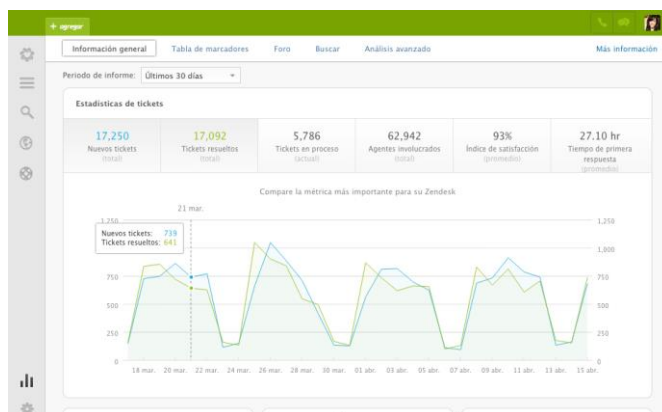 + agregar
Información general Tabla de marcadores Foro Buscar Análisis avanzado Más información
Periodo de informe: Últimos 30 días
Estadísticas de tickets
17,250 17,092 5,786 62,942 93% 27.10 hr
Nuevos tickets Tickets resueltos Tickets en proceso Agentes involucrados Índice de satisfacción Tiempo de primera
(total) (total) (actual) (total) (promedio) respuesta
(promedio)
Compare la métrica más importante para su Zendesk
21 mar.
1,250 1,250
Nuevos tickets: 739
Tickets resueltos: 641
1,000
750 750
500 500
250 250
0 0
18 mar. 20 mar. 22 mar. 24 mar. 26 mar. 28 mar. 30 mar. 01 abr. 03 abr. 05 abr. 07 abr. 09 abr. 11 abr. 13 abr. 15 abr.